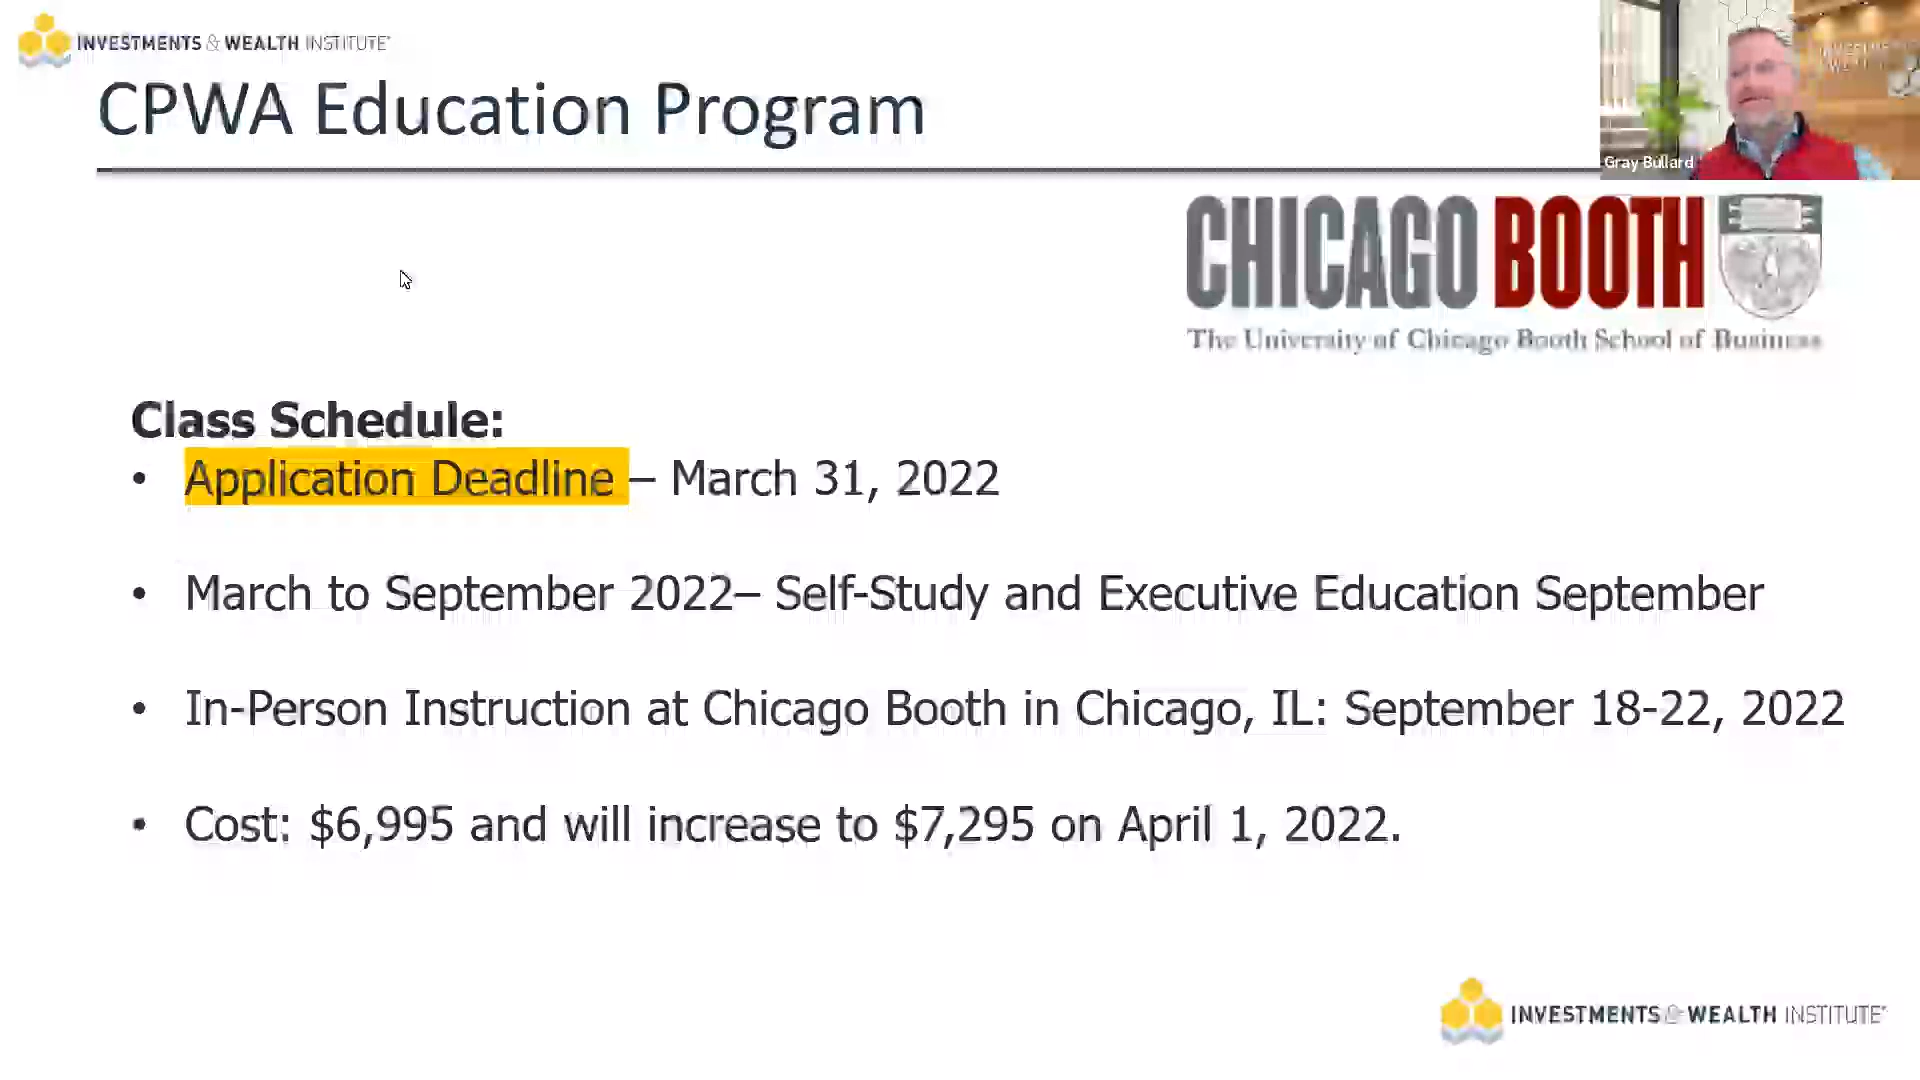 INVESTMENTS & WEALTH INSTITUTE®
CPWA Education Program
Gray Bullard
CHICAGO BOOTH
The University of Chicago Booth School of Business
Class Schedule:
• Application Deadline – March 31, 2022
• March to September 2022– Self-Study and Executive Education September
• In-Person Instruction at Chicago Booth in Chicago, IL: September 18-22, 2022
• Cost: $6,995 and will increase to $7,295 on April 1, 2022.
INVESTMENTS & WEALTH INSTITUTE®